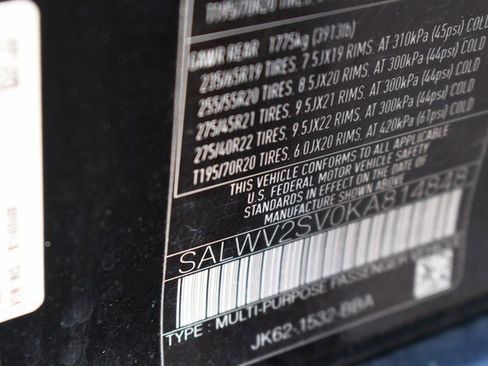 GAWR REAR 1775kg (3913lb)
235/65R19 TIRES. 7.5JX19 RIMS. AT 310kPa (45psi) COLD
255/55R20 TIRES. 8.5JX20 RIMS. AT 300kPa (44psi) COLD
275/45R21 TIRES. 9.5JX21 RIMS. AT 300kPa (44psi) COLD
275/40R22 TIRES. 9.5JX22 RIMS. AT 300kPa (44psi) COLD
T195/70R20 TIRES. 6.0JX20 RIMS. AT 420kPa (61psi) COLD
THIS VEHICLE CONFORMS TO ALL APPLICABLE
U.S. FEDERAL MOTOR VEHICLE SAFETY
STANDARDS IN EFFECT ON THE DATE OF
MANUFACTURE SHOWN ABOVE.
SALWV2SV0KA814848
TYPE : MULTI-PURPOSE PASSENGER
JK62-1532-BBA